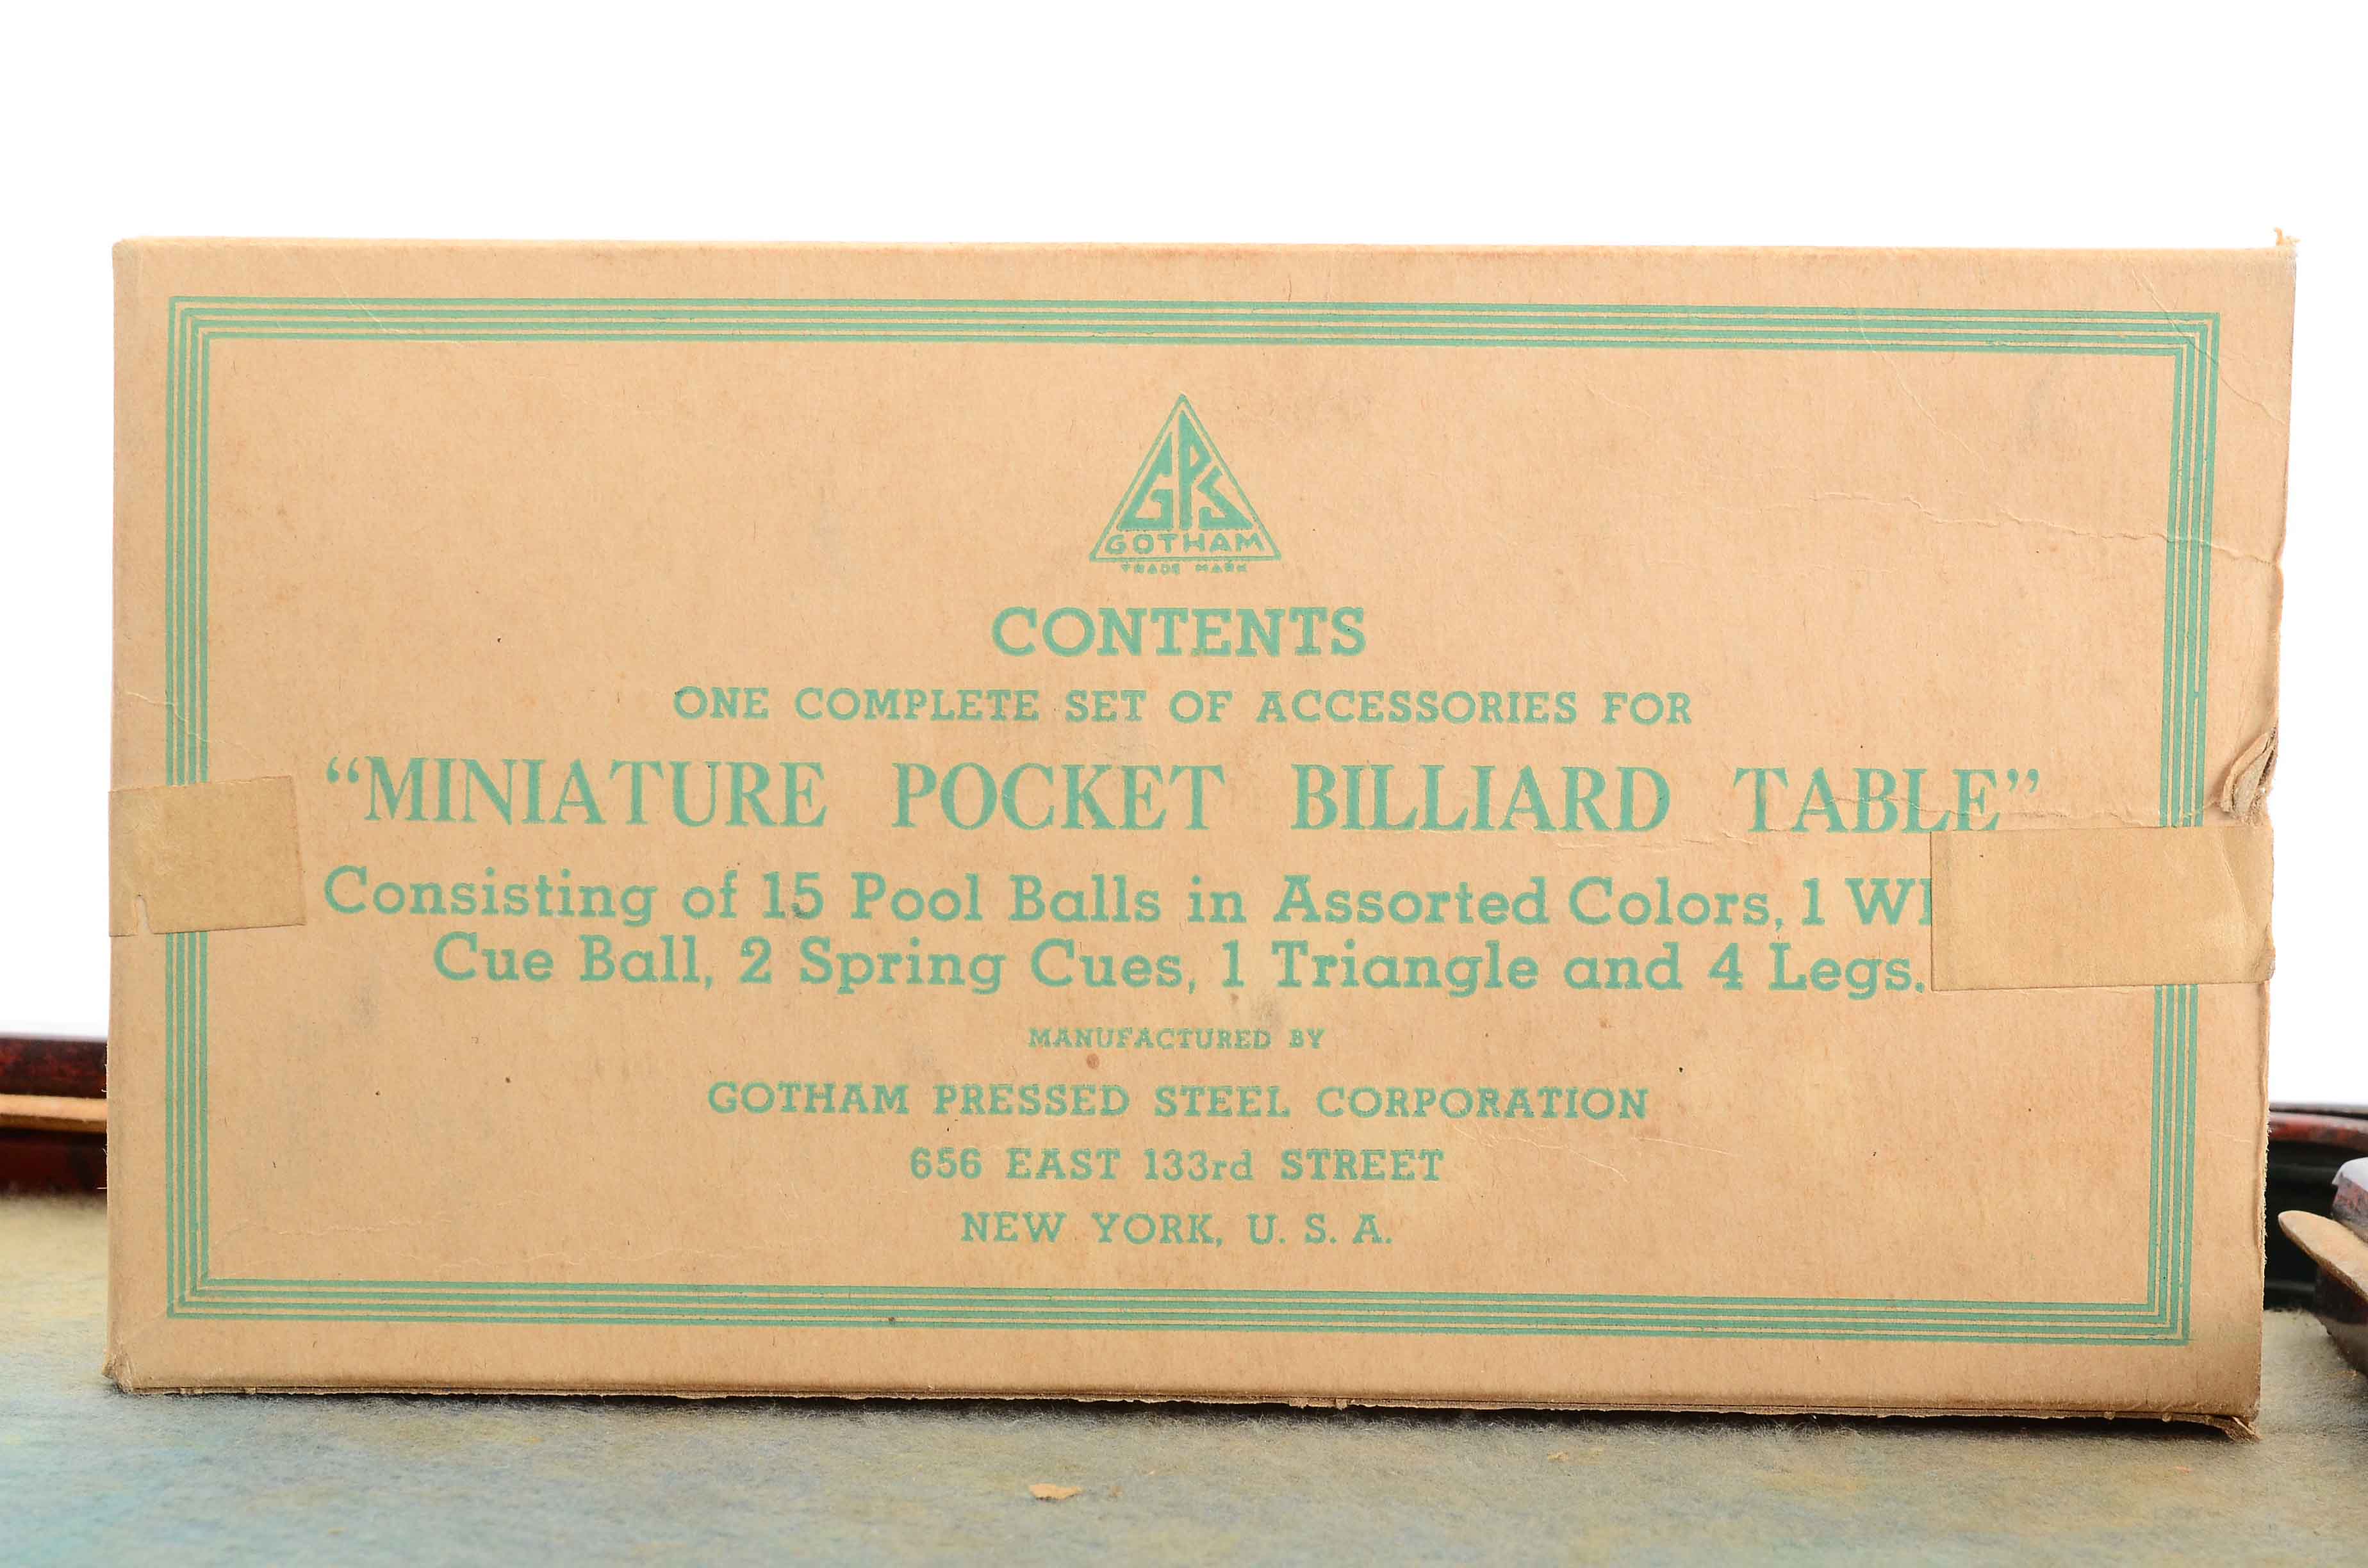 GPS
GOTHAM
TRADE MARK
CONTENTS
ONE COMPLETE SET OF ACCESSORIES FOR
“MINIATURE POCKET BILLIARD TABLE”
Consisting of 15 Pool Balls in Assorted Colors, 1
Cue Ball, 2 Spring Cues, 1 Triangle and 4 Legs.
MANUFACTURED BY
GOTHAM PRESSED STEEL CORPORATION
656 EAST 133rd STREET
NEW YORK, U. S. A.